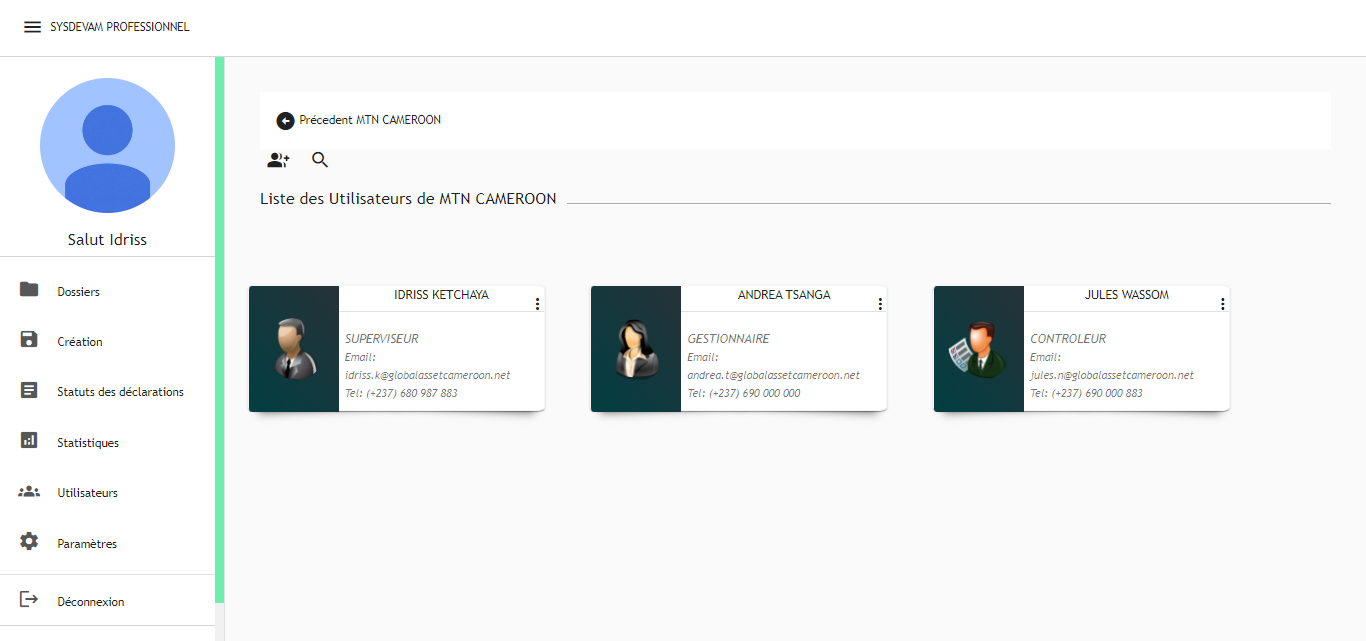 SYSDEVAM PROFESSIONNEL
Salut Idriss
Dossiers
Création
Statuts des déclarations
Statistiques
Utilisateurs
Paramètres
Déconnexion
Précedent MTN CAMEROON
Liste des Utilisateurs de MTN CAMEROON
IDRISS KETCHAYA
SUPERVISEUR
Email:
idriss.k@globalassetcameroon.net
Tel: (+237) 680 987 883
ANDREA TSANGA
GESTIONNAIRE
Email:
andrea.t@globalassetcameroon.net
Tel: (+237) 690 000 000
JULES WASSOM
CONTROLEUR
Email:
jules.n@globalassetcameroon.net
Tel: (+237) 690 000 883